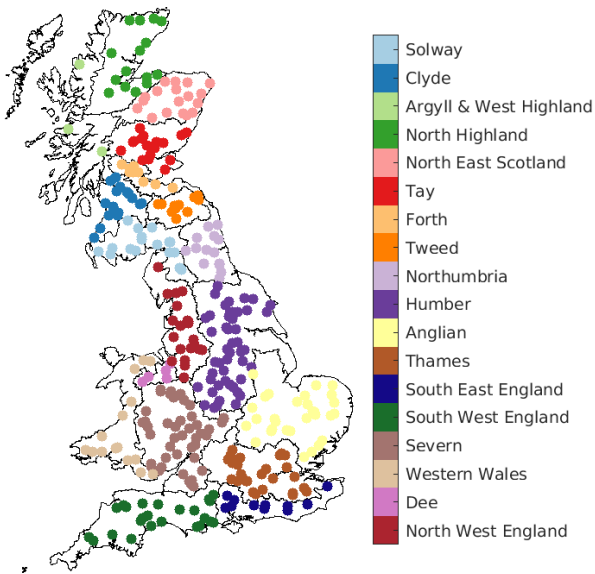 Solway
Clyde
Argyll & West Highland
North Highland
North East Scotland
Tay
Forth
Tweed
Northumbria
Humber
Anglian
Thames
South East England
South West England
Severn
Western Wales
Dee
North West England